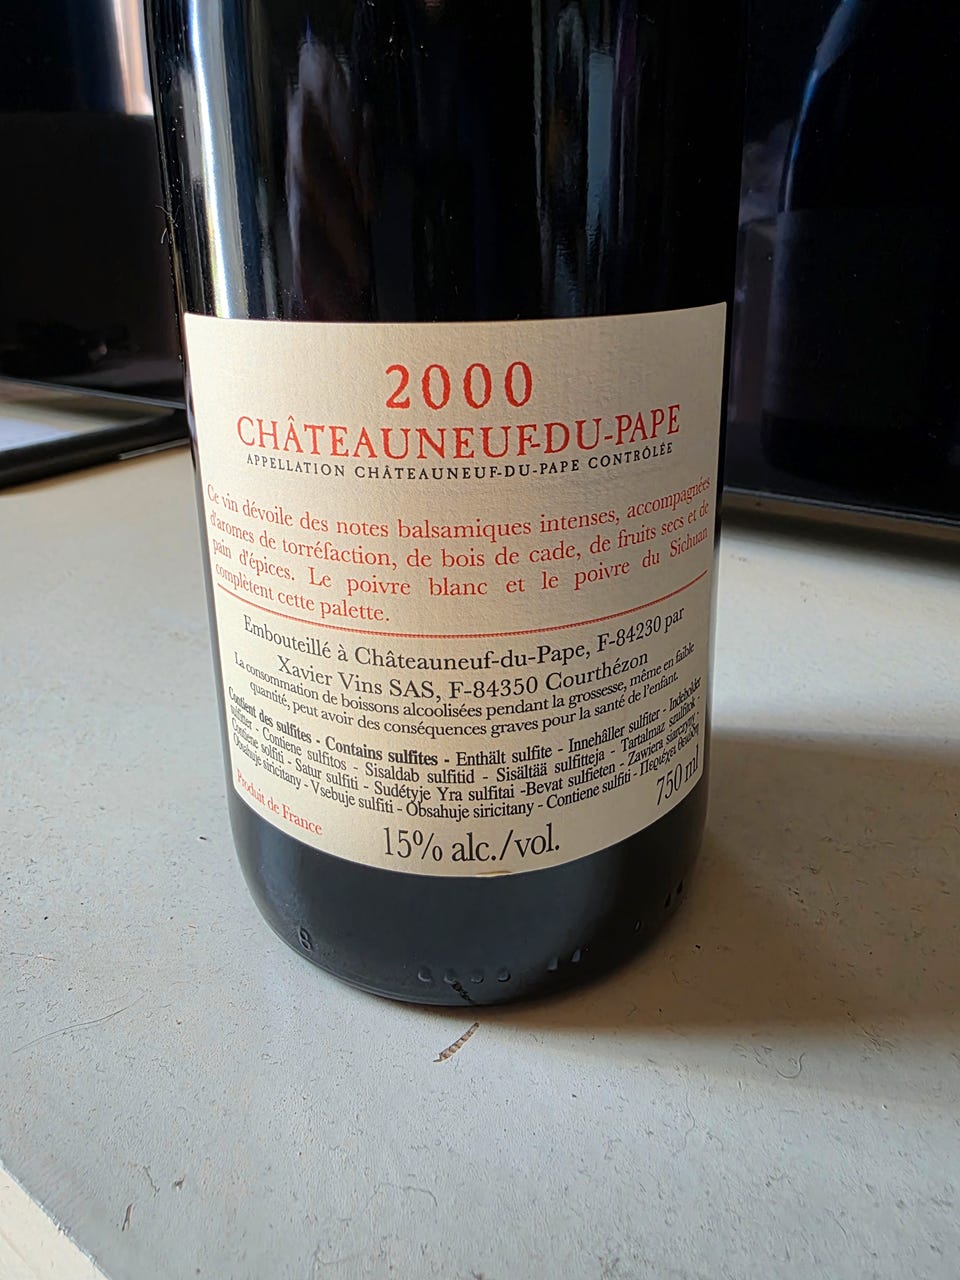 2000
CHÂTEAUNEUF-DU-PAPE
APPELLATION CHÂTEAUNEUF-DU-PAPE CONTRÔLÉE
Ce vin dévoile des notes balsamiques intenses, accompagnées
d'aromes de torréfaction, de bois de cade, de fruits secs et de
pain d'épices. Le poivre blanc et le poivre du Sichuan
complètent cette palette.
Embouteillé à Châteauneuf-du-Pape, F-84230 par
Xavier Vins SAS, F-84350 Courthézon
La consommation de boissons alcoolisées pendant la grossesse, même en faible
quantité, peut avoir des conséquences graves pour la santé de l'enfant.
Contient des sulfites - Contains sulfites - Enthält sulfite - Innehåller sulfiter - Indeholder
sulfitter - Contiene sulfitos - Sisaldab sulfitid - Sisältää sulfitteja - Tartalmaz szulfitok -
Contiene solfiti - Satur sulfiti - Sudétyje Yra sulfitai -Bevat sulfieten - Zawiera siarczyny -
Obsahuje siricitany - Vsebuje sulfiti - Obsahuje siricitany - Contiene sulfiti - Περιέχει θειώδη
Produit de France
15% alc./vol.
750 ml